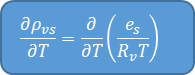 ∂ρ_vs/∂T = ∂/∂T (e_s/(R_v T))